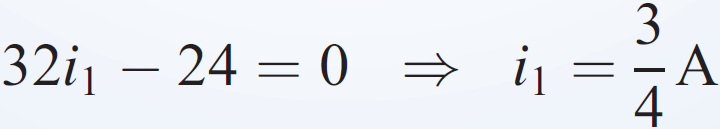 32i₁ − 24 = 0 ⇒ i₁ = 3/4 A